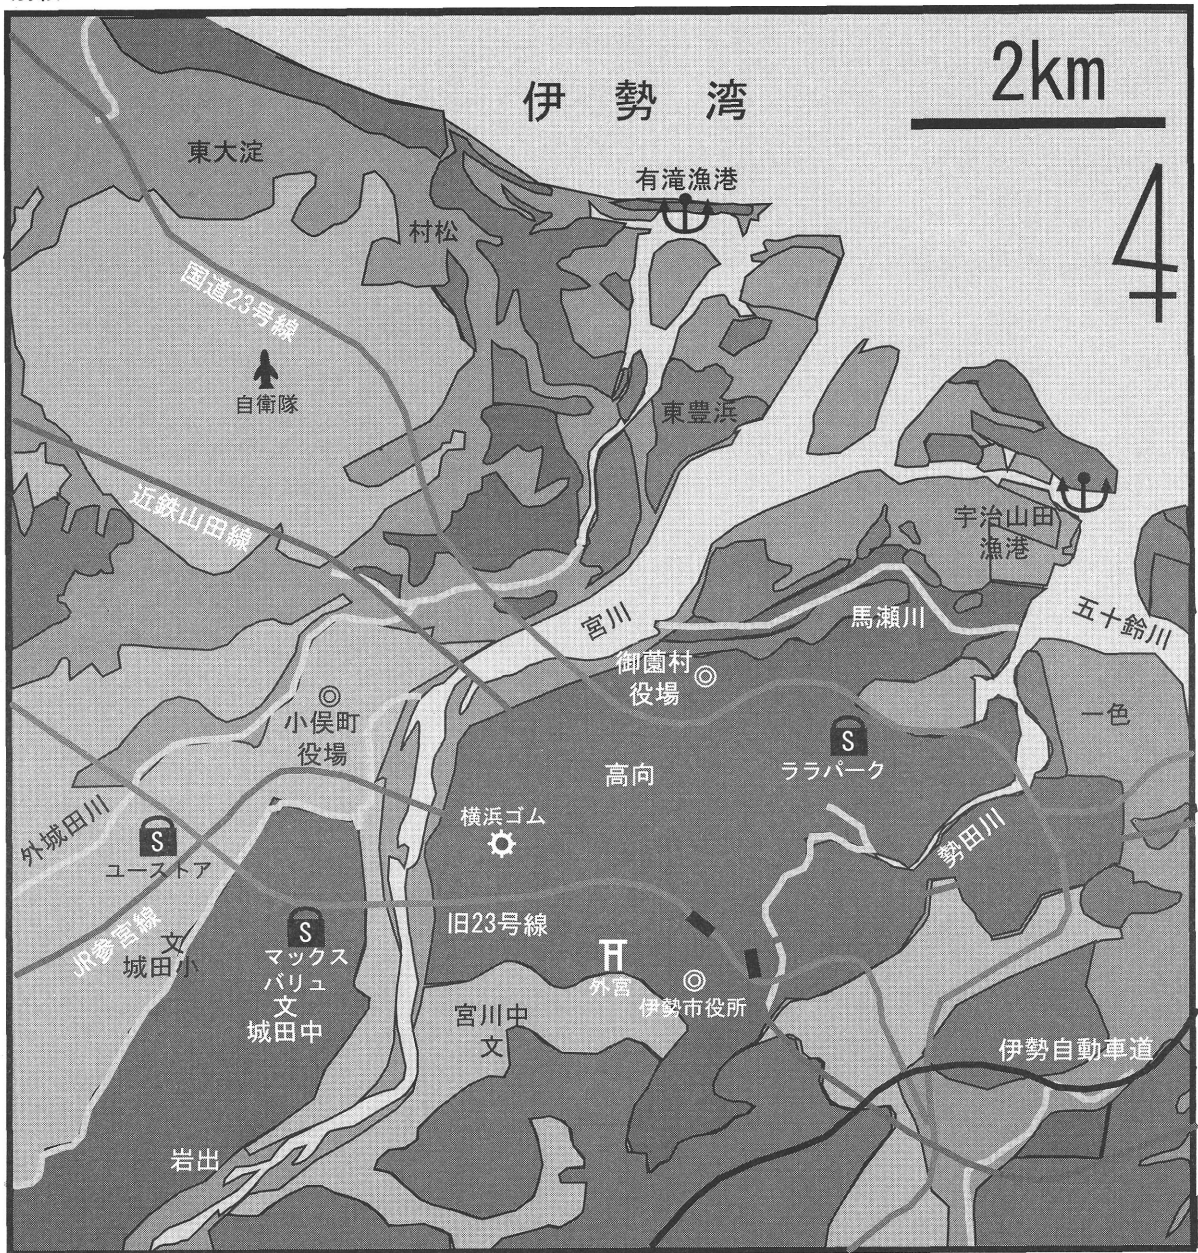 2km
伊勢湾
有滝漁港
東大淀
村松
国道23号線
自衛隊
東豊浜
近鉄山田線
宇治山田
漁港
五十鈴川
宮川
馬瀬川
御薗村
役場
小俣町
役場
一色
S
ララパーク
高向
横浜ゴム
外城田川
S
ユーストア
勢田川
JR参宮線
文
城田小
S
マックス
バリュ
文
城田中
旧23号線
外宮
伊勢市役所
宮川中
文
伊勢自動車道
岩出